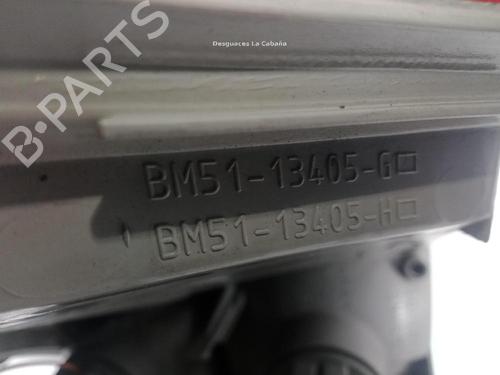 Desguaces La Cabaña
B-PARTS
BM51-13405-G□
BM51-13405-H□